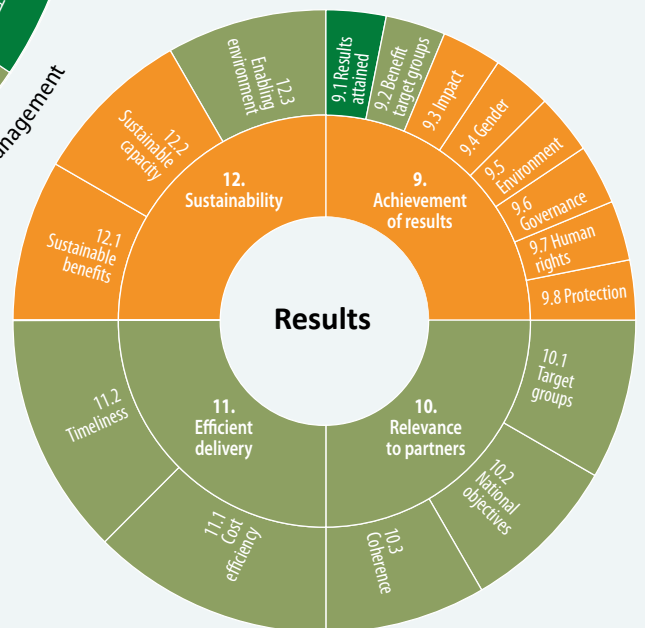 anagement
Results
9.
Achievement
of results
9.1 Results
attained
9.2 Benefit
target groups
9.3 Impact
9.4 Gender
9.5
Environment
9.6
Governance
9.7 Human
rights
9.8 Protection
10.
Relevance
to partners
10.1
Target
groups
10.2
National
objectives
10.3
Coherence
11.
Efficient
delivery
11.1 Cost
efficiency
11.2
Timeliness
12.
Sustainability
12.1
Sustainable
benefits
12.2
Sustainable
capacity
12.3
Enabling
environment